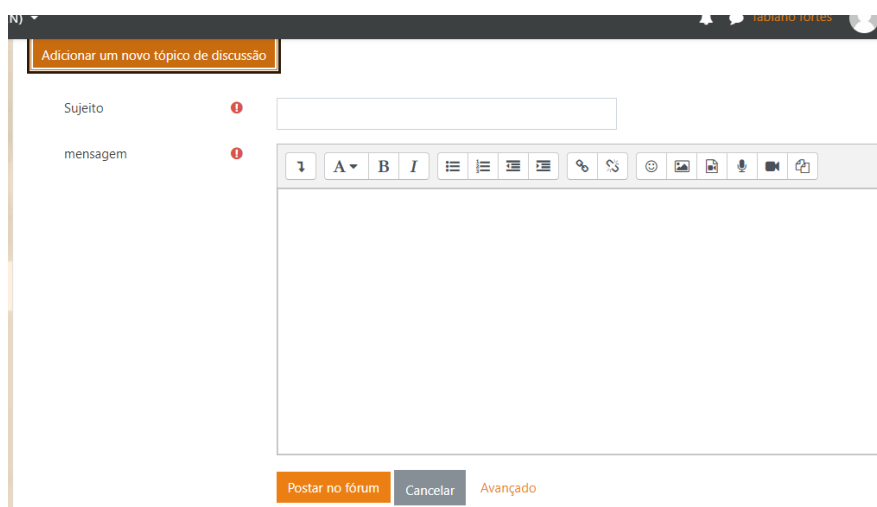 N)
fabiano fortes
Adicionar um novo tópico de discussão
Sujeito
mensagem
A B I
Postar no fórum Cancelar Avançado